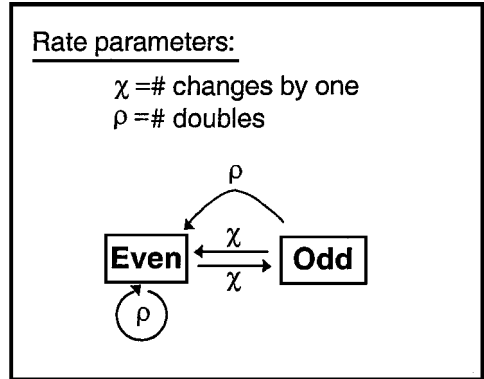 Rate parameters:
χ =# changes by one
ρ =# doubles
ρ
Even
χ
χ
Odd
ρ